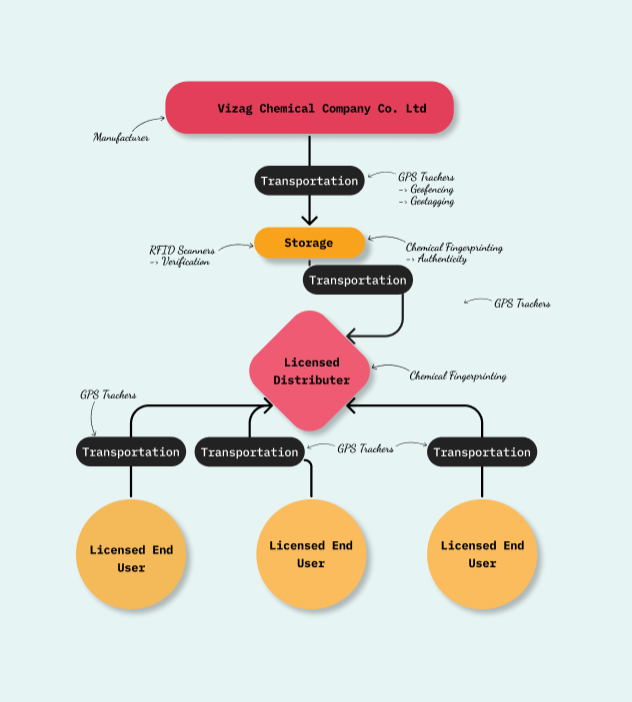 Vizag Chemical Company Co. Ltd
Manufacturer
Transportation
GPS Trackers
-> Geofencing
-> Geotagging
Storage
RFID Scanners
-> Verification
Chemical Fingerprinting
-> Authenticity
Transportation
GPS Trackers
Licensed
Distributer
Chemical Fingerprinting
GPS Trackers
Transportation
Transportation
GPS Trackers
Transportation
Licensed End
User
Licensed End
User
Licensed End
User